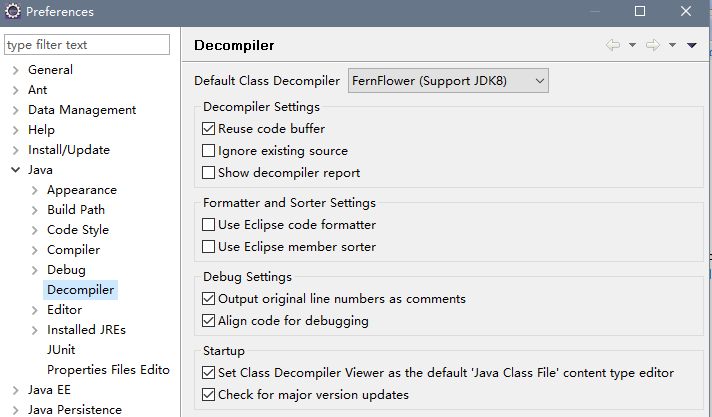 Preferences
type filter text
General
Ant
Data Management
Help
Install/Update
Java
Appearance
Build Path
Code Style
Compiler
Debug
Decompiler
Editor
Installed JREs
JUnit
Properties Files Edito
Java EE
Java Persistence
Decompiler
Default Class Decompiler FernFlower (Support JDK8)
Decompiler Settings
Reuse code buffer
Ignore existing source
Show decompiler report
Formatter and Sorter Settings
Use Eclipse code formatter
Use Eclipse member sorter
Debug Settings
Output original line numbers as comments
Align code for debugging
Startup
Set Class Decompiler Viewer as the default 'Java Class File' content type editor
Check for major version updates